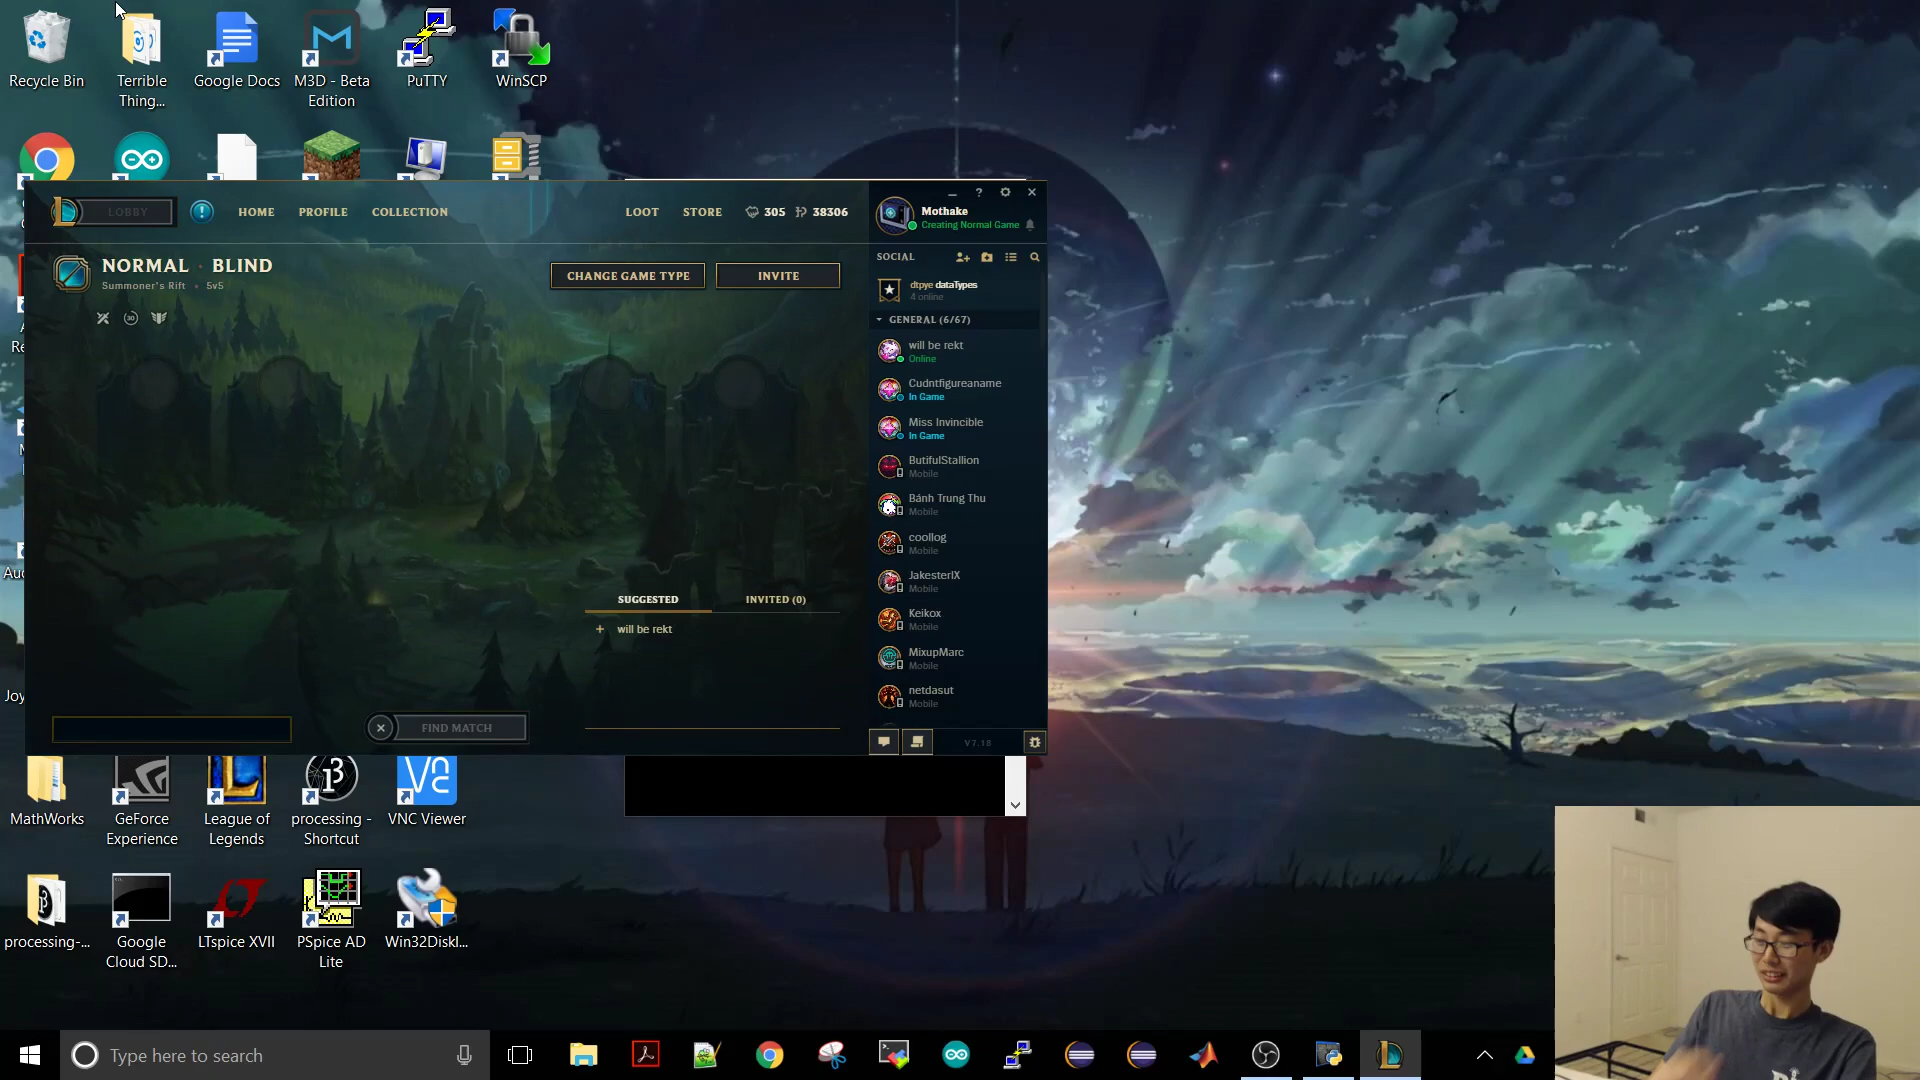 Recycle Bin
Terrible
Thing...
Google Docs
M3D - Beta
Edition
PuTTY
WinSCP
LOBBY
HOME
PROFILE
COLLECTION
LOOT
STORE
305
38306
Mothake
Creating Normal Game
NORMAL · BLIND
Summoner's Rift • 5v5
30
CHANGE GAME TYPE
INVITE
SOCIAL
dtpye dataTypes
4 online
GENERAL (6/67)
will be rekt
Online
Cudntfigureaname
In Game
Miss Invincible
In Game
ButifulStallion
Mobile
Bánh Trung Thu
Mobile
coollog
Mobile
JakesterIX
Mobile
Keikox
Mobile
MixupMarc
Mobile
netdasut
Mobile
SUGGESTED
INVITED (0)
+ will be rekt
FIND MATCH
V7.18
Re
Au
Joy
MathWorks
GeForce
Experience
League of
Legends
processing -
Shortcut
VNC Viewer
processing-...
Google
Cloud SD...
LTspice XVII
PSpice AD
Lite
Win32DiskI...
Type here to search